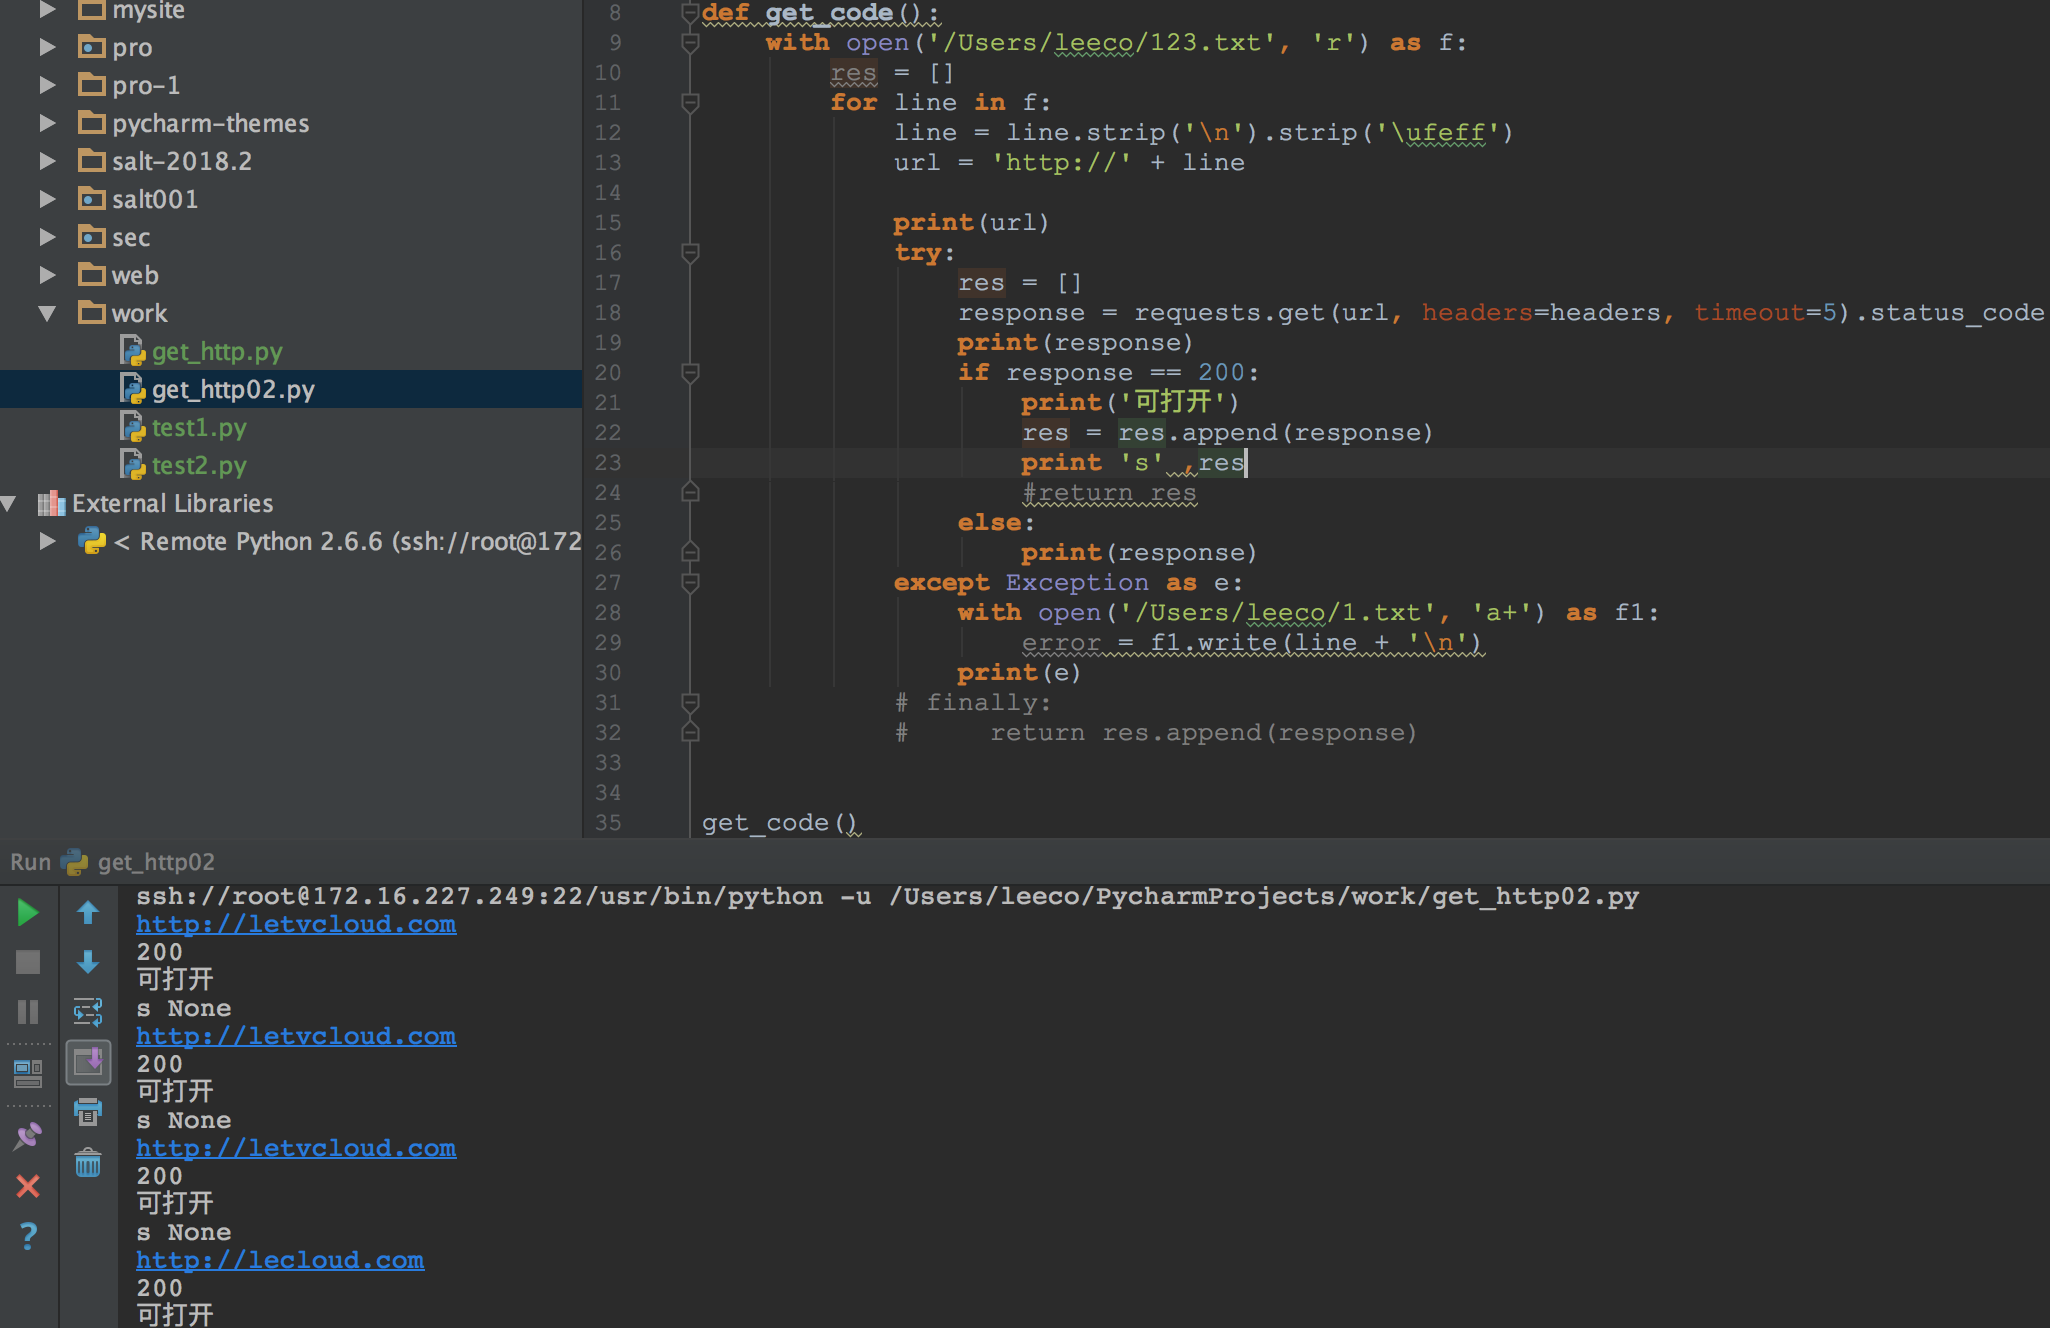 mysite
pro
pro-1
pycharm-themes
salt-2018.2
salt001
sec
web
work
get_http.py
get_http02.py
test1.py
test2.py
External Libraries
< Remote Python 2.6.6 (ssh://root@172
8 def get_code():
9 with open('/Users/leeco/123.txt', 'r') as f:
10 res = []
11 for line in f:
12 line = line.strip('\n').strip('\ufeff')
13 url = 'http://' + line
14
15 print(url)
16 try:
17 res = []
18 response = requests.get(url, headers=headers, timeout=5).status_code
19 print(response)
20 if response == 200:
21 print('可打开')
22 res = res.append(response)
23 print 's' ,res
24 #return res
25 else:
26 print(response)
27 except Exception as e:
28 with open('/Users/leeco/1.txt', 'a+') as f1:
29 error = f1.write(line + '\n')
30 print(e)
31 # finally:
32 # return res.append(response)
33
34
35 get_code()
Run get_http02
ssh://root@172.16.227.249:22/usr/bin/python -u /Users/leeco/PycharmProjects/work/get_http02.py
http://letvcloud.com
200
可打开
s None
http://letvcloud.com
200
可打开
s None
http://letvcloud.com
200
可打开
s None
http://lecloud.com
200
可打开